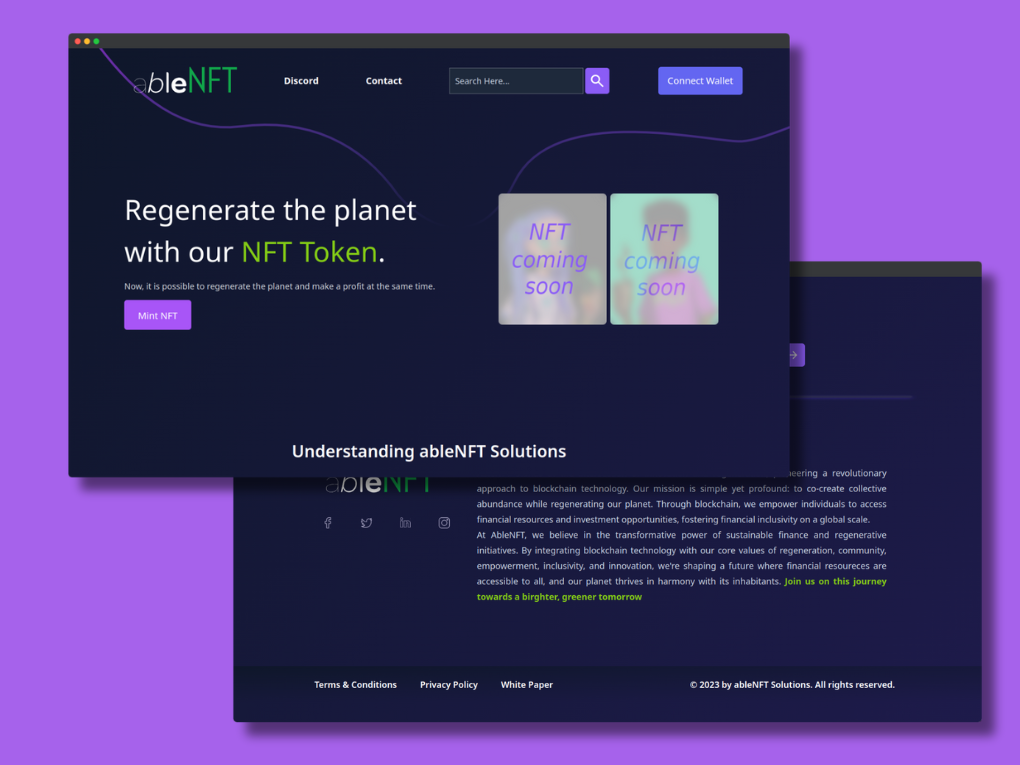 ableNFT
Discord
Contact
Search Here...
Connect Wallet
Regenerate the planet
with our NFT Token.
Now, it is possible to regenerate the planet and make a profit at the same time.
Mint NFT
NFT
coming
soon
NFT
coming
soon
Understanding ableNFT Solutions
ableNFT
a revolutionary
approach to blockchain technology. Our mission is simple yet profound: to co-create collective
abundance while regenerating our planet. Through blockchain, we empower individuals to access
financial resources and investment opportunities, fostering financial inclusivity on a global scale.
At AbleNFT, we believe in the transformative power of sustainable finance and regenerative
initiatives. By integrating blockchain technology with our core values of regeneration, community,
empowerment, inclusivity, and innovation, we're shaping a future where financial resoureces are
accessible to all, and our planet thrives in harmony with its inhabitants. Join us on this journey
towards a birghter, greener tomorrow
Terms & Conditions
Privacy Policy
White Paper
© 2023 by ableNFT Solutions. All rights reserved.